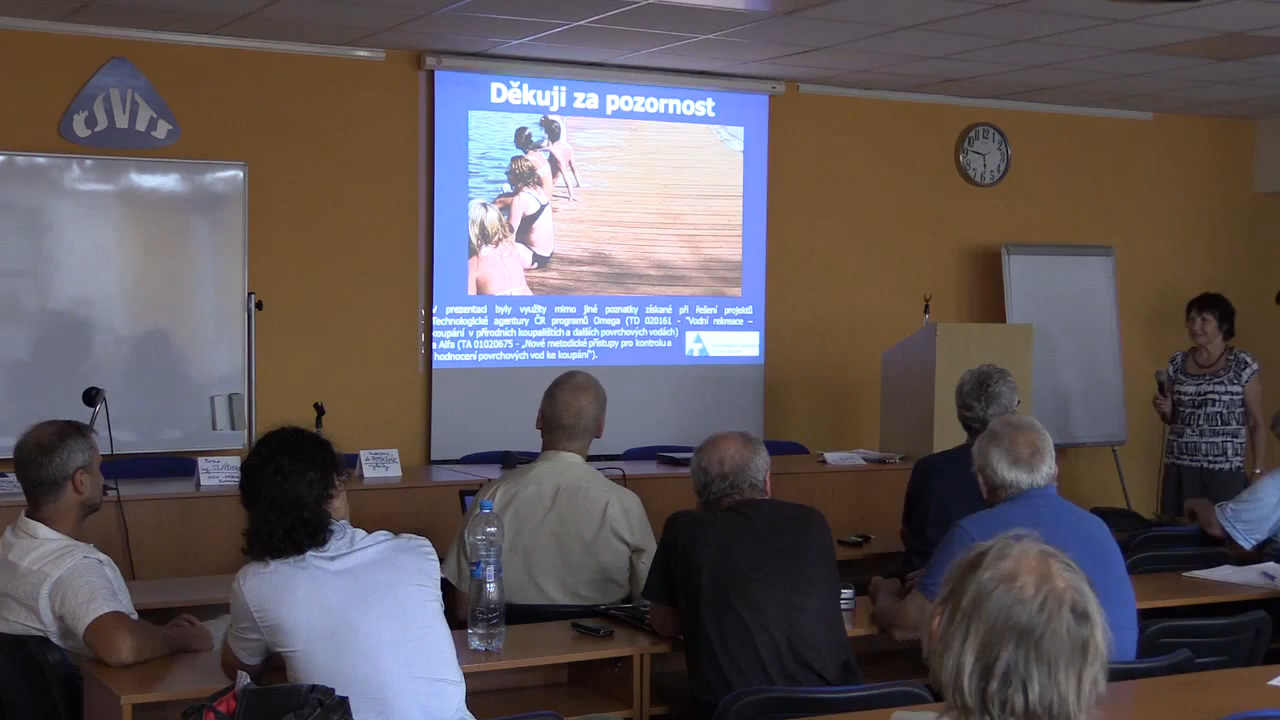 ČSVTS
Děkuji za pozornost
V prezentaci byly využity mimo jiné poznatky získané při řešení projektů
Technologické agentury ČR programů Omega (TD 020161 - "Vodní rekreace –
koupání v přírodních koupalištích a dalších povrchových vodách)
a Alfa (TA 01020675 - „Nové metodické přístupy pro kontrolu a
hodnocení povrchových vod ke koupání").
12